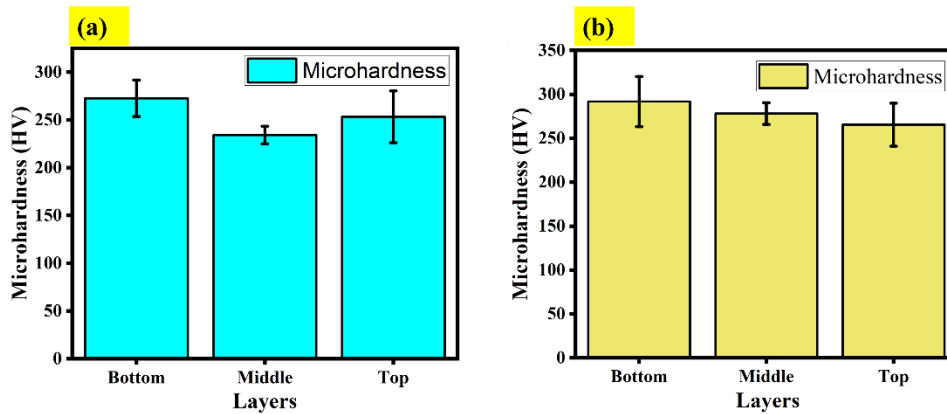 (a)
Microhardness
Microhardness (HV)
300
250
200
150
100
50
0
Bottom Middle Top
Layers
(b)
Microhardness
Microhardness (HV)
350
300
250
200
150
100
50
0
Bottom Middle Top
Layers